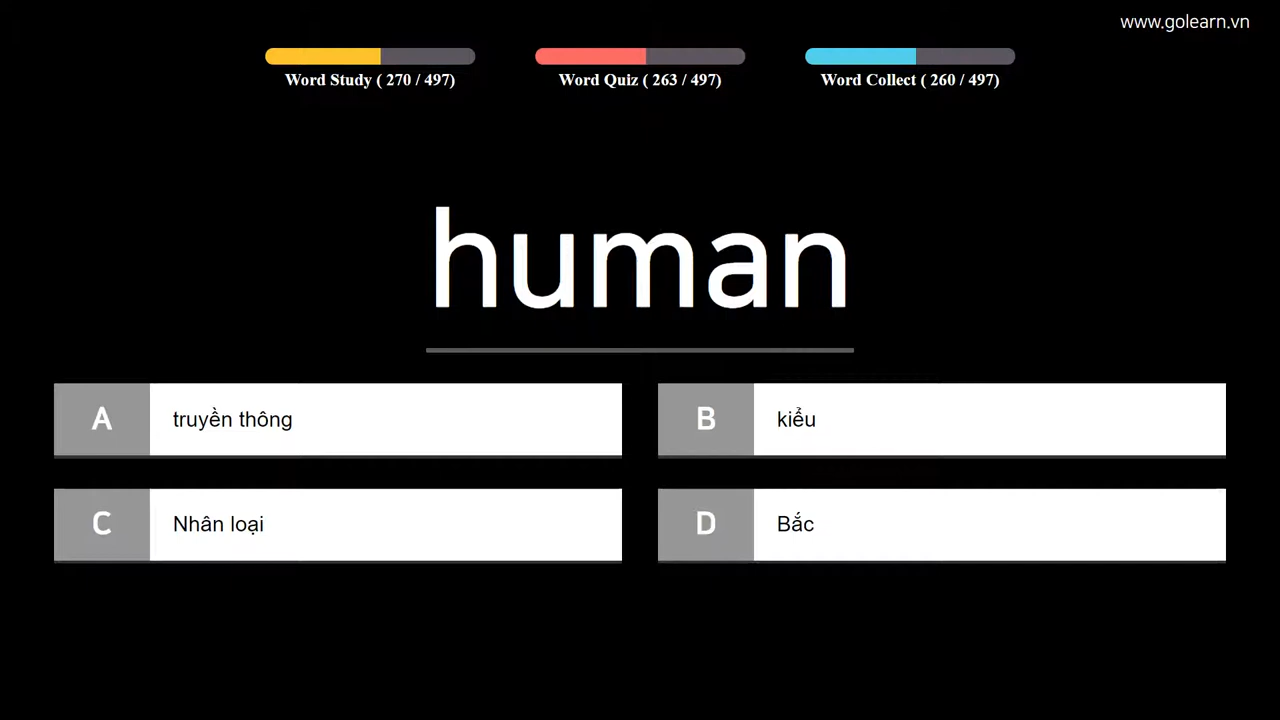 www.golearn.vn
Word Study ( 270 / 497)
Word Quiz ( 263 / 497)
Word Collect ( 260 / 497)
human
A truyền thông
B kiểu
C Nhân loại
D Bắc